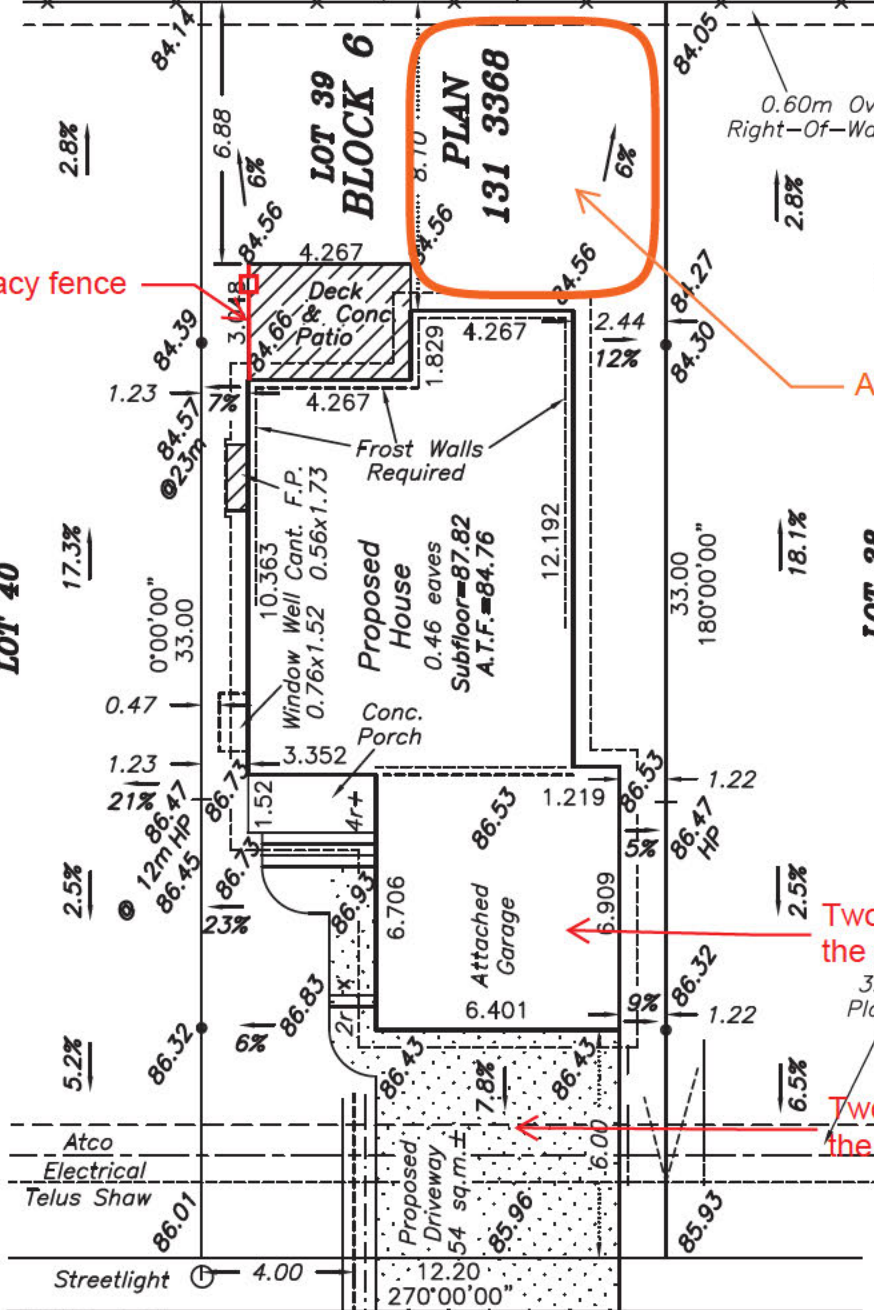 84.14
6.88
2.8%
6%
LOT 39
BLOCK 6
PLAN
131 3368
8.10
6%
84.05
0.60m Ov
Right-Of-Wa
2.8%
84.56
4.267
84.56
84.56
84.27
acy fence
Deck
& Conc.
Patio
84.66
84.39
4.267
2.44
12%
84.30
1.829
1.23
7%
4.267
84.57
@23m
A
Frost Walls
Required
17.3%
LOT 40
0°00'00"
33.00
10.363
Window Well
0.76x1.52
Cant. F.P.
0.56x1.73
Proposed
House
0.46 eaves
Subfloor=87.82
A.T.F.=84.76
12.192
33.00
180°00'00"
18.1%
0.47
Conc.
Porch
1.23
3.352
21%
86.47
12m HP
@
86.45
86.73
1.52
4r±
86.53
1.219
86.53
1.22
86.47
HP
5%
2.5%
86.73
23%
86.93
6.706
Attached
Garage
6.909
2.5%
Two
the
86.83
2r
6.401
9%
86.32
1.22
Pla
86.32
6%
5.2%
86.43
7.8%
86.43
6.5%
Two
the
Atco
Electrical
Telus Shaw
6.00
86.01
Proposed
Driveway
54 sq.m.±
85.96
85.93
Streetlight
4.00
12.20
270°00'00"